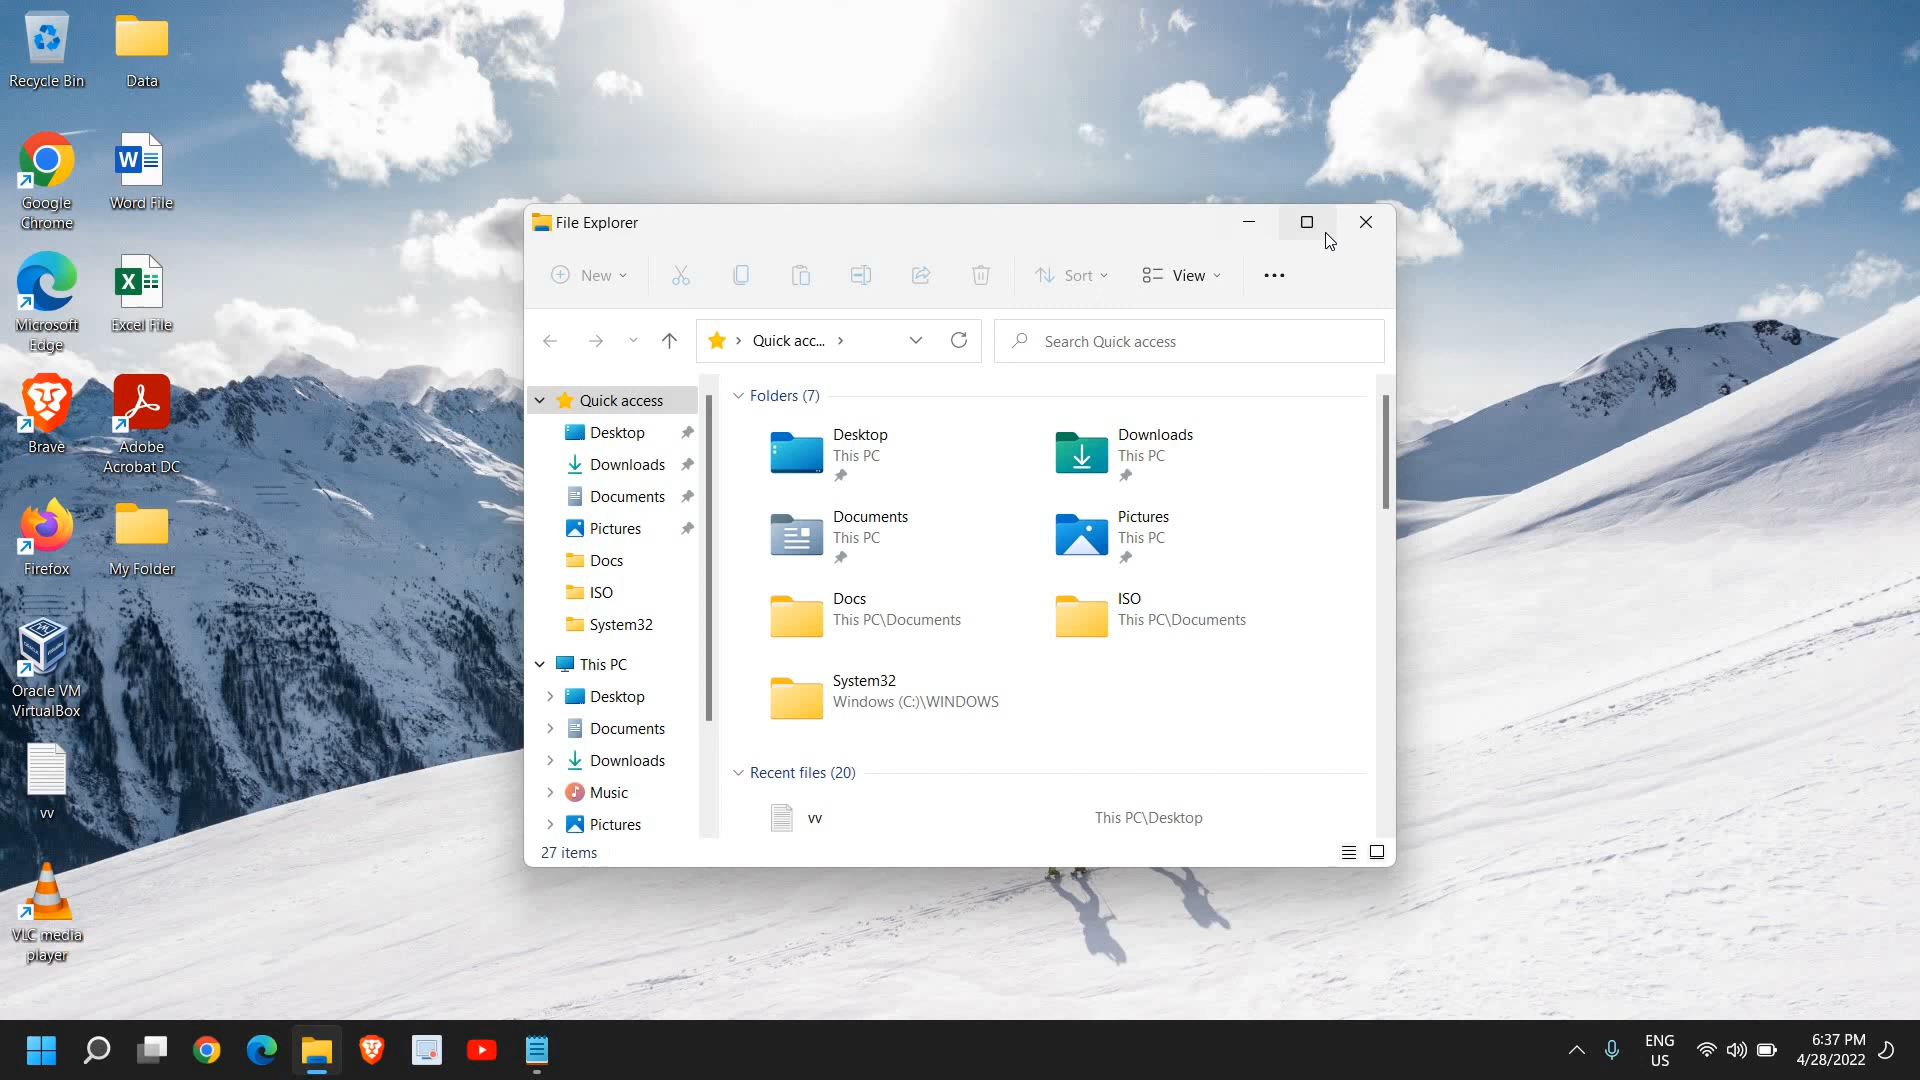 Recycle Bin
Data
Google
Chrome
Word File
Microsoft
Edge
Excel File
Brave
Adobe
Acrobat DC
Firefox
My Folder
Oracle VM
VirtualBox
vv
VLC media
player
File Explorer
New
Sort
View
Quick acc...
Search Quick access
Quick access
Desktop
Downloads
Documents
Pictures
Docs
ISO
System32
This PC
Desktop
Documents
Downloads
Music
Pictures
Folders (7)
Desktop
This PC
Downloads
This PC
Documents
This PC
Pictures
This PC
Docs
This PC\Documents
ISO
This PC\Documents
System32
Windows (C:)\WINDOWS
Recent files (20)
vv This PC\Desktop
27 items
ENG
US
6:37 PM
4/28/2022